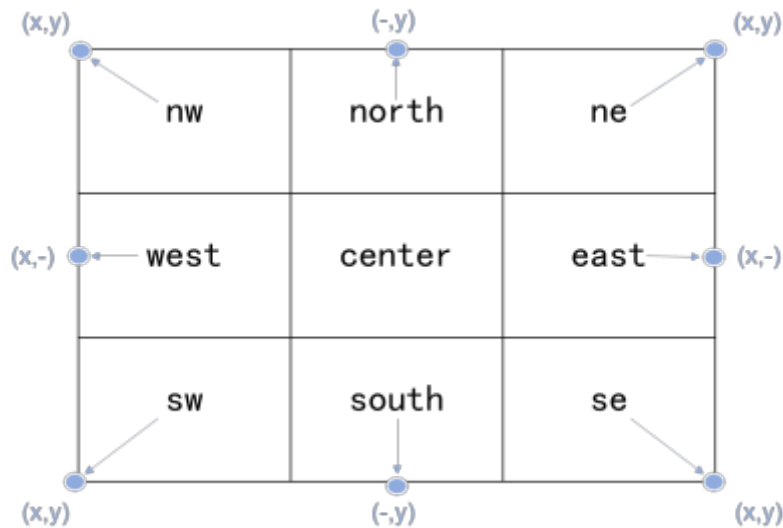 (x,y) (-,y) (x,y)
nw north ne
(x,-) west center east (x,-)
sw south se
(x,y) (-,y) (x,y)